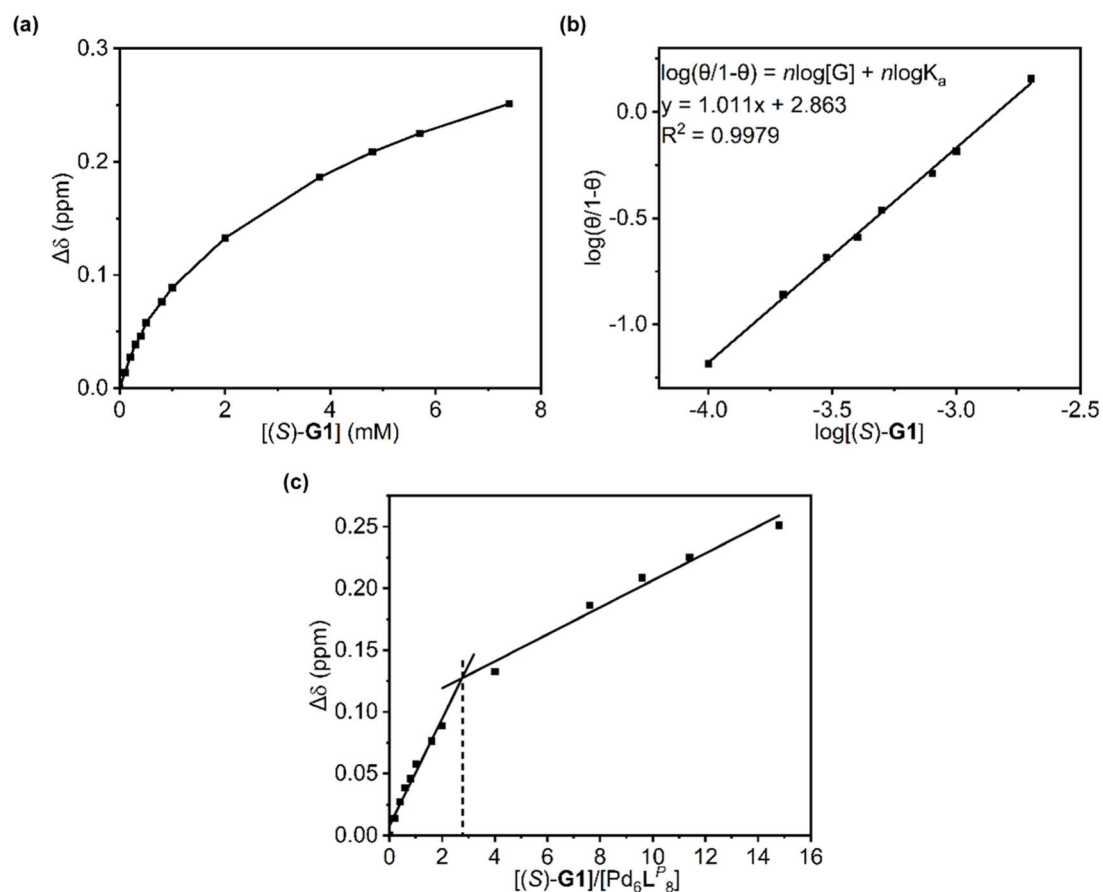 (a)
0.3
0.2
0.1
0.0
Δδ (ppm)
0 2 4 6 8
[(S)-G1] (mM)
(b)
log(θ/1-θ) = nlog[G] + nlogKₐ
y = 1.011x + 2.863
R² = 0.9979
0.0
-0.5
-1.0
log(θ/1-θ)
-4.0 -3.5 -3.0 -2.5
log[(S)-G1]
(c)
0.25
0.20
0.15
0.10
0.05
0.00
Δδ (ppm)
0 2 4 6 8 10 12 14 16
[(S)-G1]/[Pd₆Lᴾ₈]